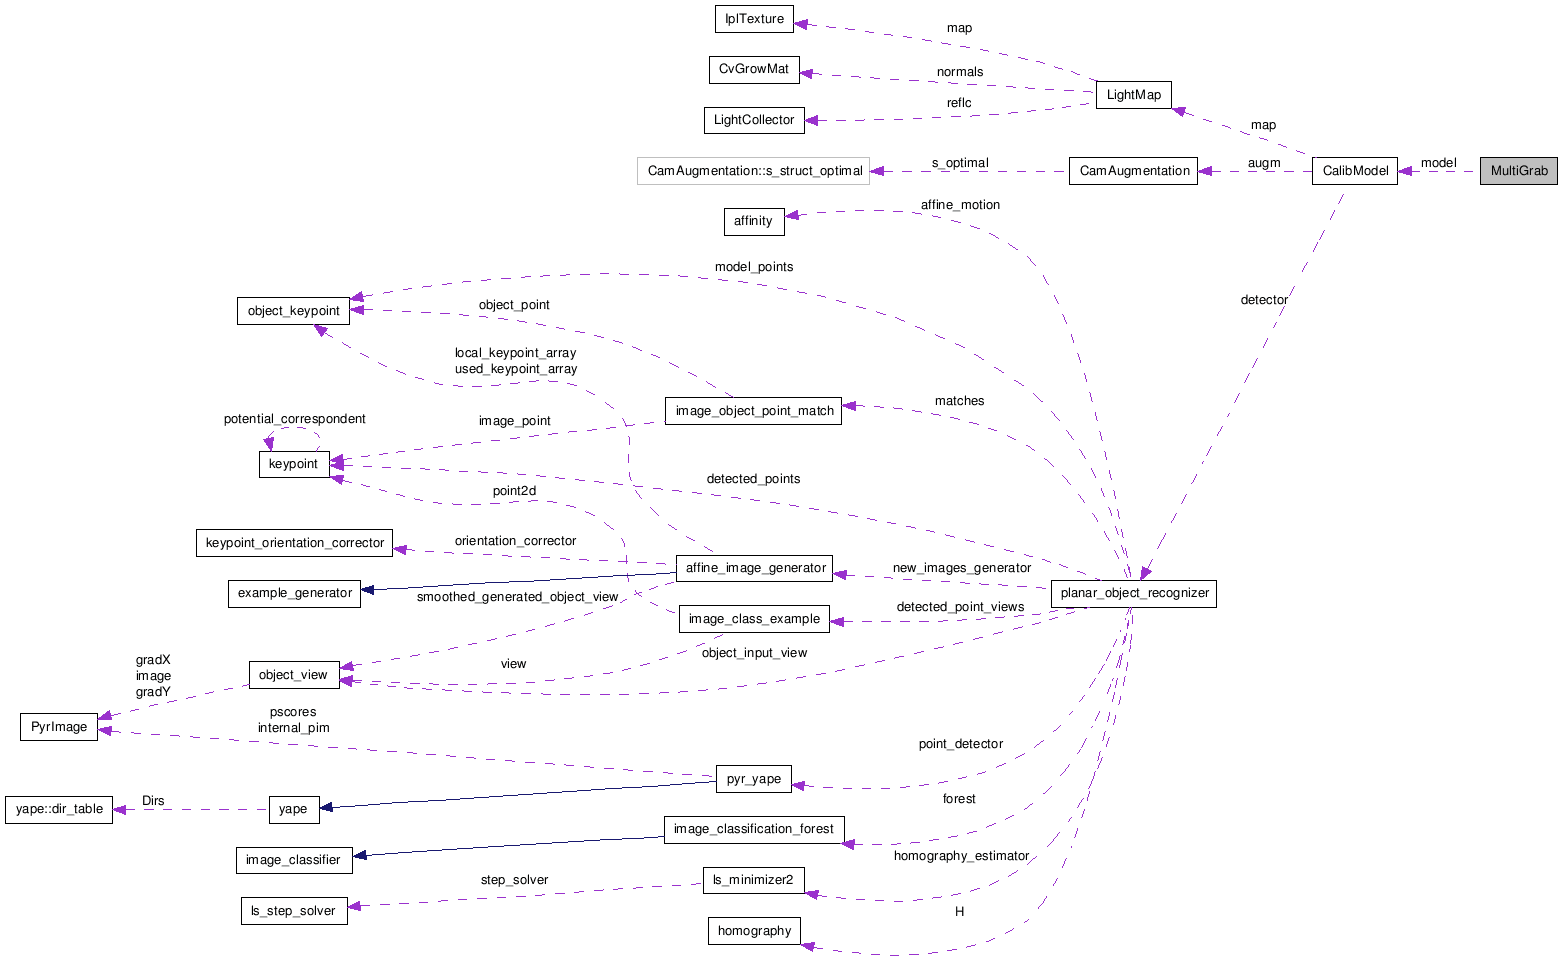 IplTexture
map
CvGrowMat
normals
LightMap
reflc
LightCollector
map
CamAugmentation::s_struct_optimal
s_optimal
CamAugmentation
augm
CalibModel
model
MultiGrab
affinity
affine_motion
model_points
object_keypoint
object_point
detector
local_keypoint_array
used_keypoint_array
image_object_point_match
matches
potential_correspondent
image_point
keypoint
detected_points
point2d
keypoint_orientation_corrector
orientation_corrector
affine_image_generator
new_images_generator
example_generator
smoothed_generated_object_view
planar_object_recognizer
image_class_example
detected_point_views
object_input_view
gradX
image
gradY
object_view
view
PyrImage
pscores
internal_pim
point_detector
pyr_yape
yape::dir_table
Dirs
yape
forest
image_classification_forest
image_classifier
homography_estimator
step_solver
ls_minimizer2
ls_step_solver
H
homography